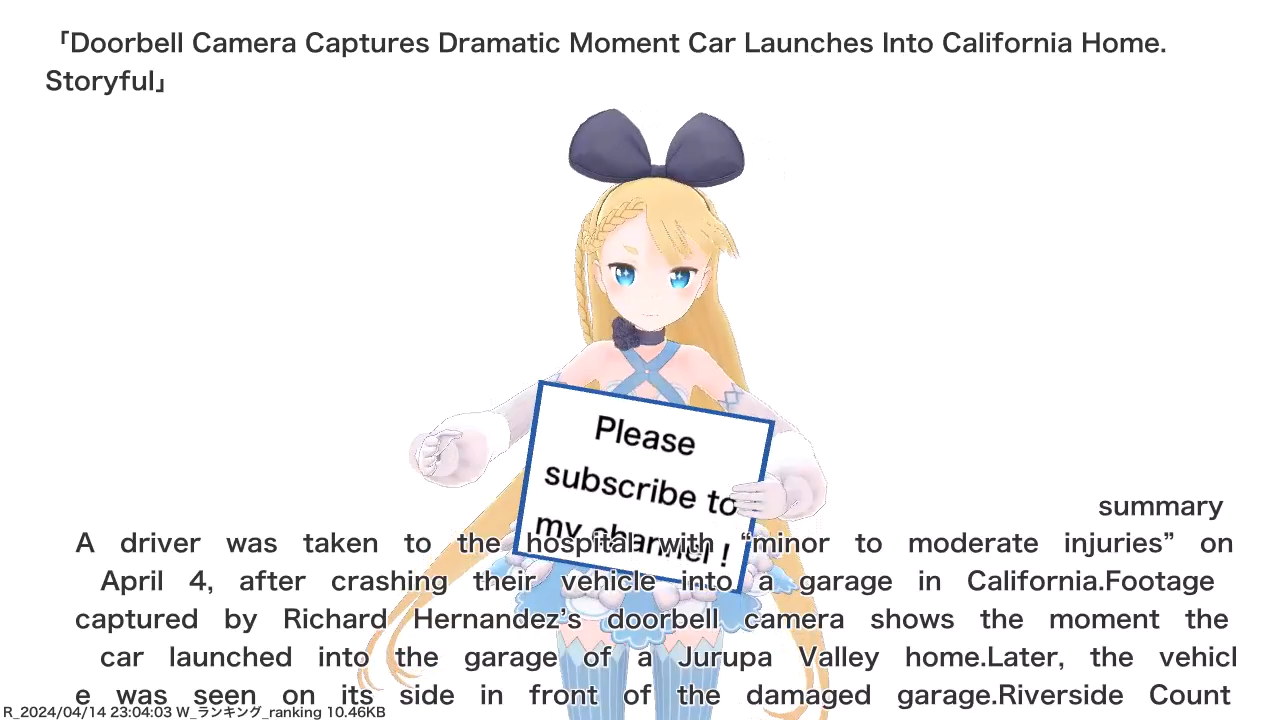 「Doorbell Camera Captures Dramatic Moment Car Launches Into California Home.
Storyful」
Please
subscribe to
my channel !
summary
A driver was taken to the hospital with “minor to moderate injuries” on
April 4, after crashing their vehicle into a garage in California.Footage
captured by Richard Hernandez’s doorbell camera shows the moment the
car launched into the garage of a Jurupa Valley home.Later, the vehicl
e was seen on its side in front of the damaged garage.Riverside Count
R_2024/04/14 23:04:03 W_ランキング_ranking 10.46KB